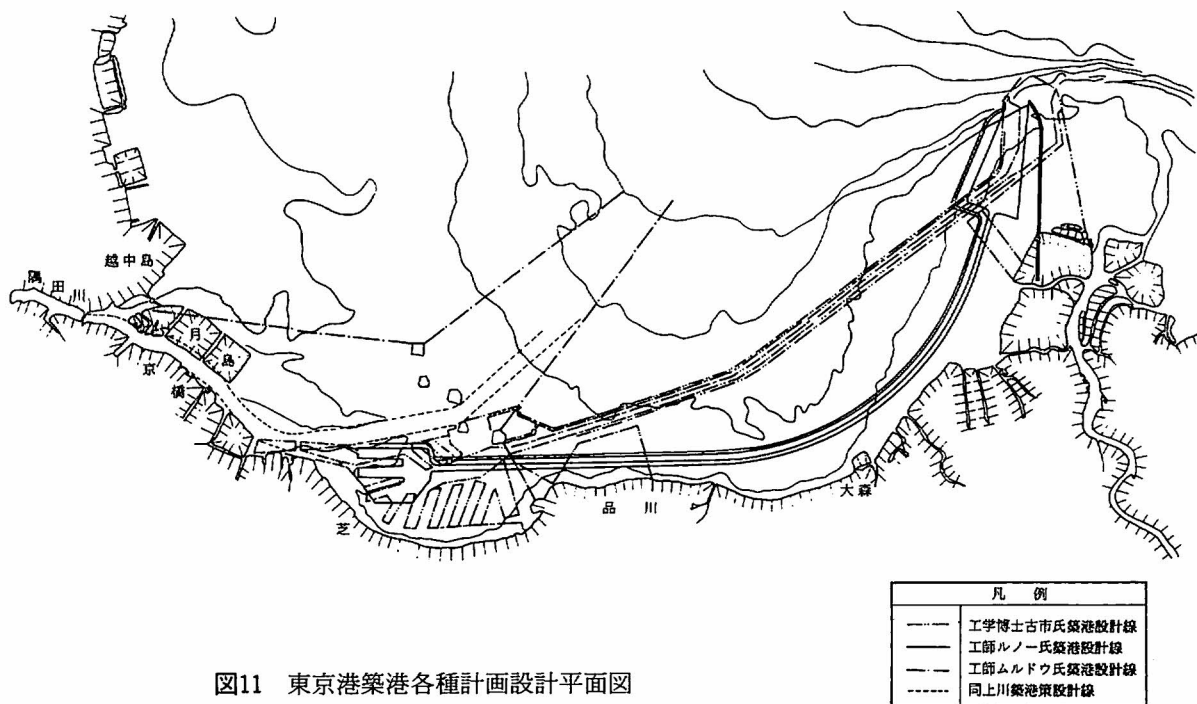 越中島
隅田川
月島
京橋
芝
品川
大森
凡例
工学博士古市氏築港設計線
工師ルノー氏築港設計線
工師ムルドウ氏築港設計線
同上川築港策設計線
図11 東京港築港各種計画設計平面図